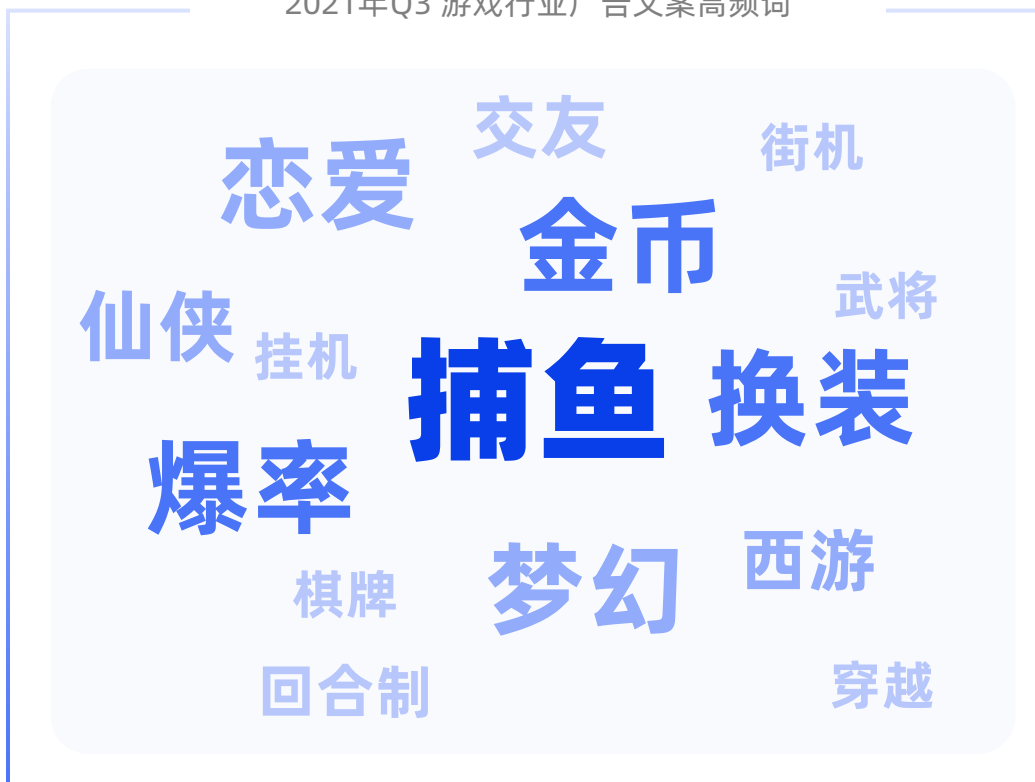 2021年Q3 游戏行业广告文案高频词
交友
街机
恋爱
金币
武将
仙侠
挂机
捕鱼
换装
爆率
西游
梦幻
棋牌
穿越
回合制